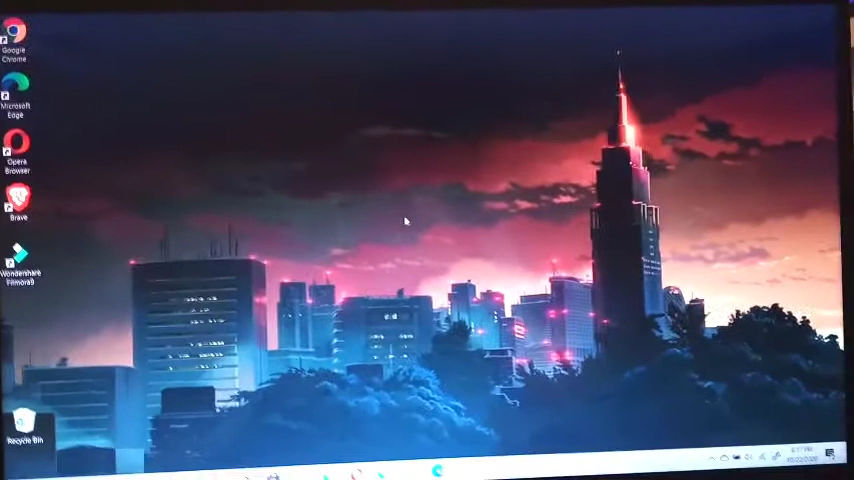 Google
Chrome
Microsoft
Edge
Opera
Browser
Brave
Wondershare
Filmora9
Recycle Bin